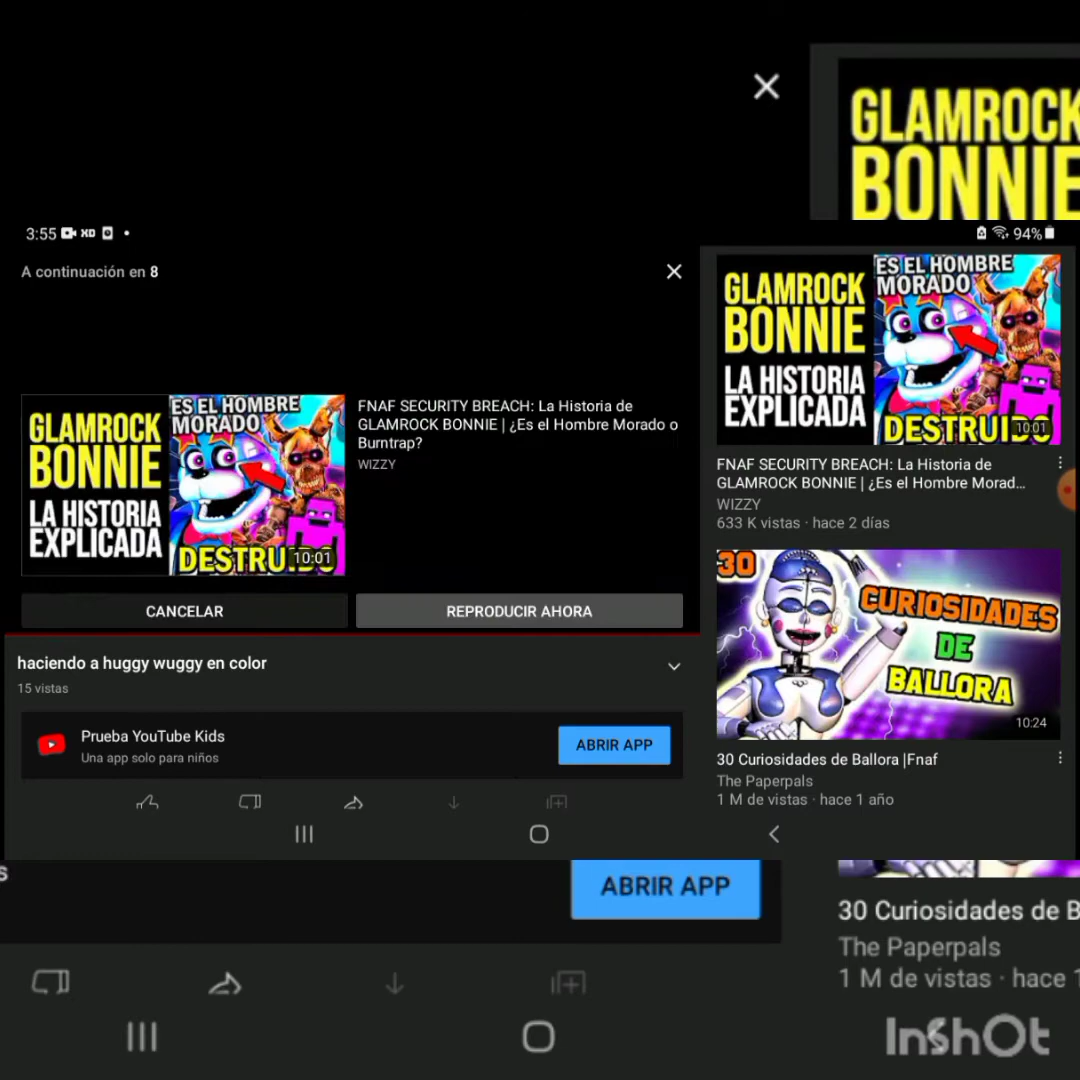 GLAMROCK
BONNIE
3:55
XD
94%
A continuación en 8
GLAMROCK
BONNIE
LA HISTORIA
EXPLICADA
ES EL HOMBRE
MORADO
DESTRUIDO
10:01
FNAF SECURITY BREACH: La Historia de
GLAMROCK BONNIE | ¿Es el Hombre Morado o
Burntrap?
WIZZY
CANCELAR
REPRODUCIR AHORA
haciendo a huggy wuggy en color
15 vistas
Prueba YouTube Kids
Una app solo para niños
ABRIR APP
GLAMROCK
BONNIE
LA HISTORIA
EXPLICADA
ES EL HOMBRE
MORADO
DESTRUIDO
10:01
FNAF SECURITY BREACH: La Historia de
GLAMROCK BONNIE | ¿Es el Hombre Morad...
WIZZY
633 K vistas · hace 2 días
30
CURIOSIDADES
DE
BALLORA
10:24
30 Curiosidades de Ballora |Fnaf
The Paperpals
1 M de vistas · hace 1 año
s
ABRIR APP
30 Curiosidades de B
The Paperpals
1 M de vistas · hace 1
InShOt